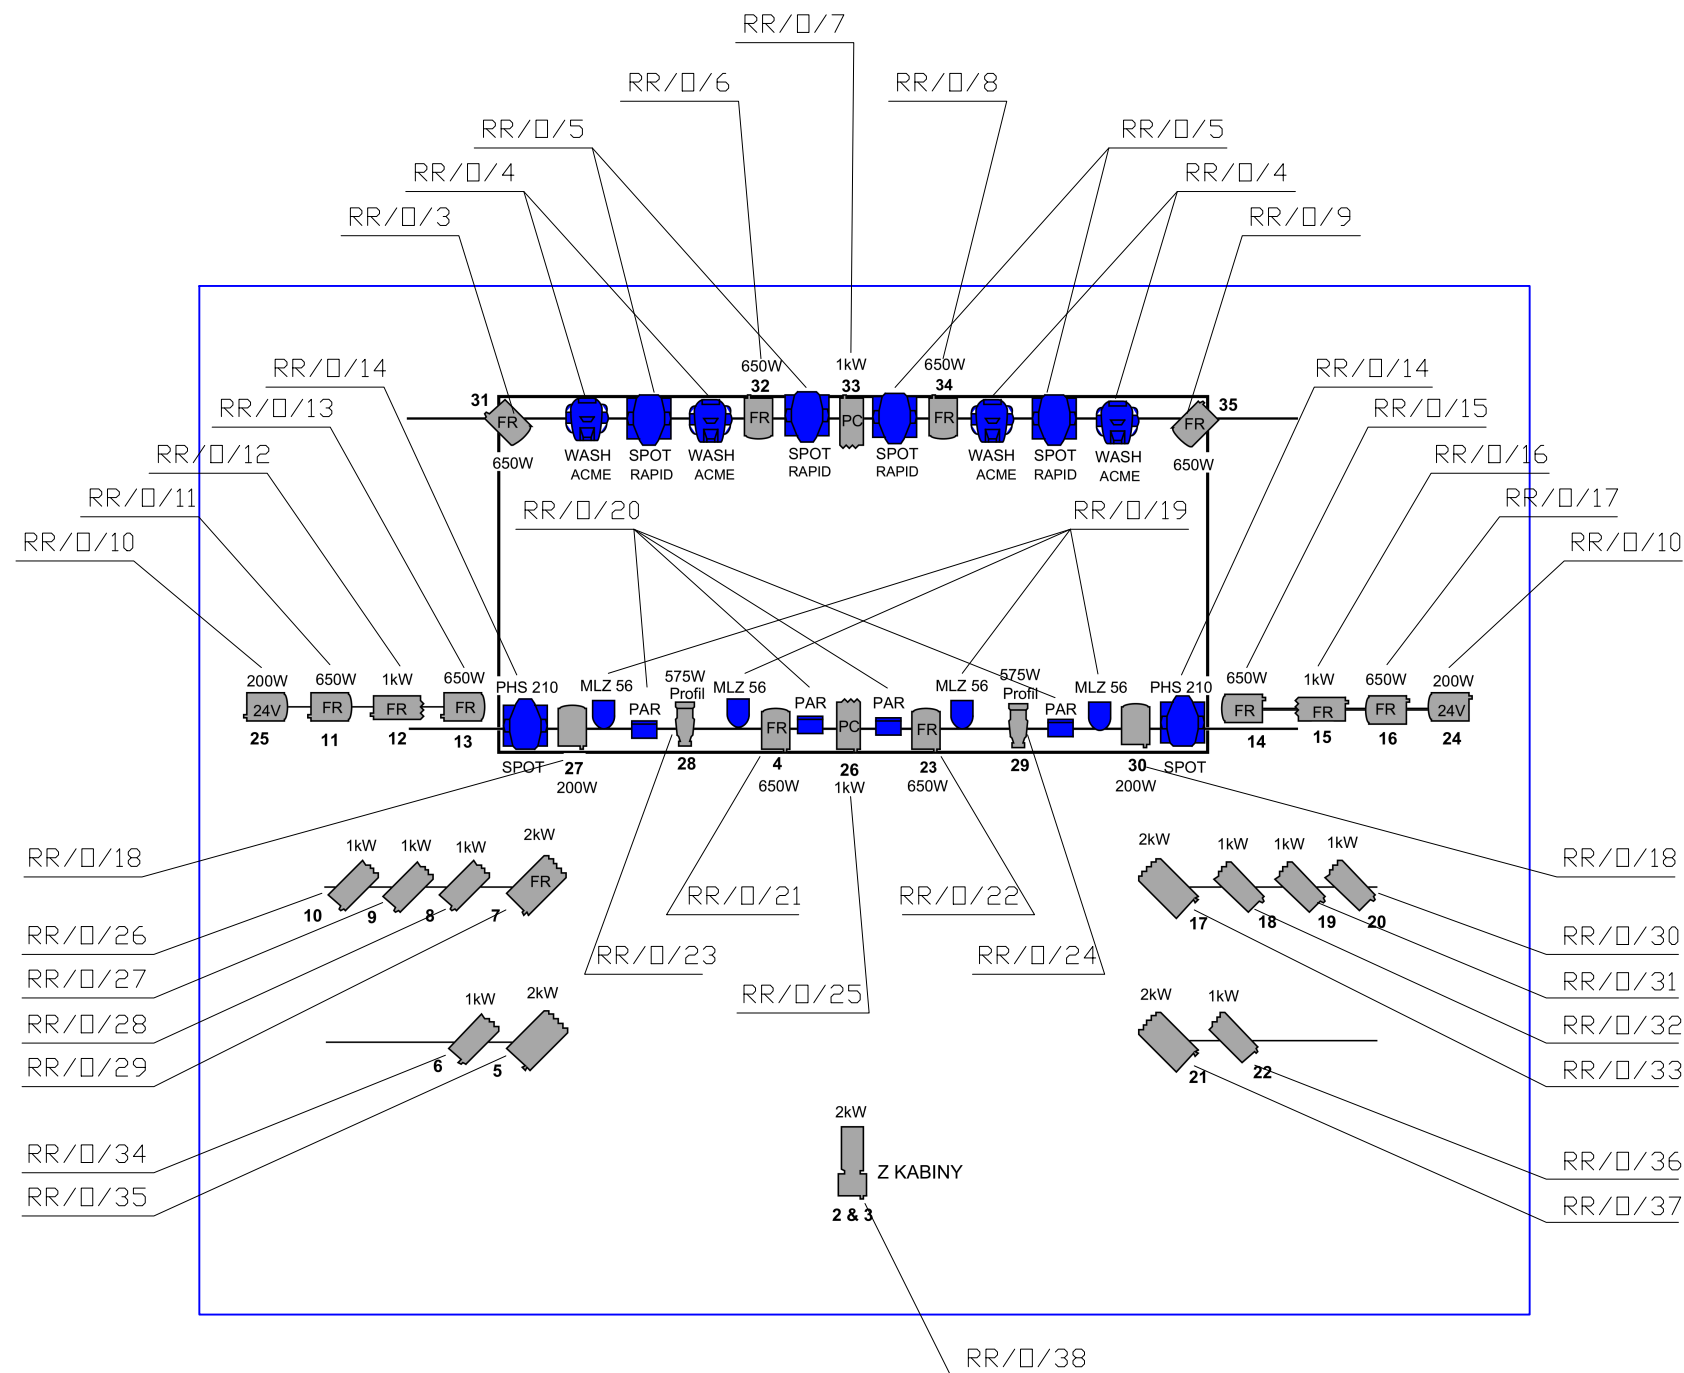 RR/□/7
RR/□/6
RR/□/8
RR/□/5
RR/□/5
RR/□/4
RR/□/4
RR/□/3
RR/□/9
RR/□/14
650W
1kW
650W
RR/□/14
31
32
33
34
35
RR/□/13
RR/□/15
FR
FR
PC
FR
FR
650W
WASH
ACME
SPOT
RAPID
WASH
ACME
SPOT
RAPID
SPOT
RAPID
WASH
ACME
SPOT
RAPID
WASH
ACME
650W
RR/□/12
RR/□/16
RR/□/11
RR/□/20
RR/□/19
RR/□/17
RR/□/10
RR/□/10
200W
650W
1kW
650W
PHS 210
MLZ 56
575W
Profil
MLZ 56
MLZ 56
575W
Profil
MLZ 56
PHS 210
650W
1kW
650W
200W
PAR
PAR
PAR
PAR
24V
FR
FR
FR
FR
PC
FR
FR
FR
FR
24V
25
11
12
13
SPOT
27
28
4
26
23
29
30
SPOT
14
15
16
24
200W
650W
1kW
650W
200W
RR/□/18
1kW
1kW
1kW
2kW
2kW
1kW
1kW
1kW
RR/□/18
FR
RR/□/21
RR/□/22
10
9
8
7
17
18
19
20
RR/□/26
RR/□/23
RR/□/24
RR/□/30
RR/□/27
RR/□/25
RR/□/31
RR/□/28
1kW
2kW
2kW
1kW
RR/□/32
RR/□/29
6
5
21
22
RR/□/33
2kW
RR/□/34
Z KABINY
RR/□/36
RR/□/35
2 & 3
RR/□/37
RR/□/38